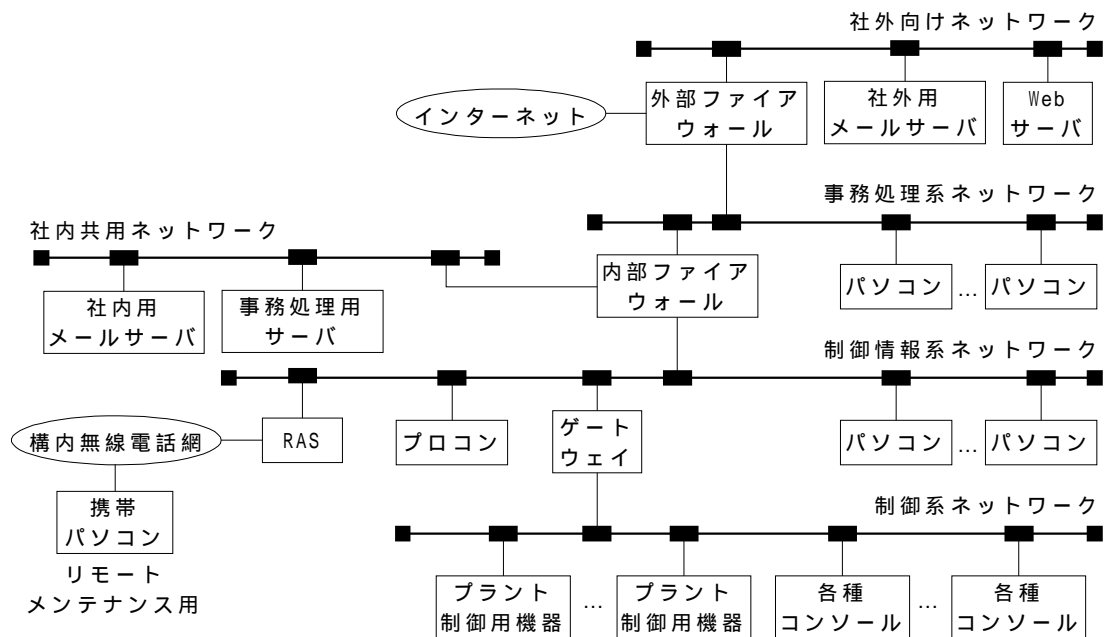 社外向けネットワーク
インターネット
外部ファイア
ウォール
社外用
メールサーバ
Web
サーバ
事務処理系ネットワーク
社内共用ネットワーク
社内用
メールサーバ
事務処理用
サーバ
内部ファイア
ウォール
パソコン
…
パソコン
制御情報系ネットワーク
構内無線電話網
RAS
プロコン
ゲート
ウェイ
パソコン
…
パソコン
携帯
パソコン
リモート
メンテナンス用
制御系ネットワーク
プラント
制御用機器
…
プラント
制御用機器
各種
コンソール
…
各種
コンソール